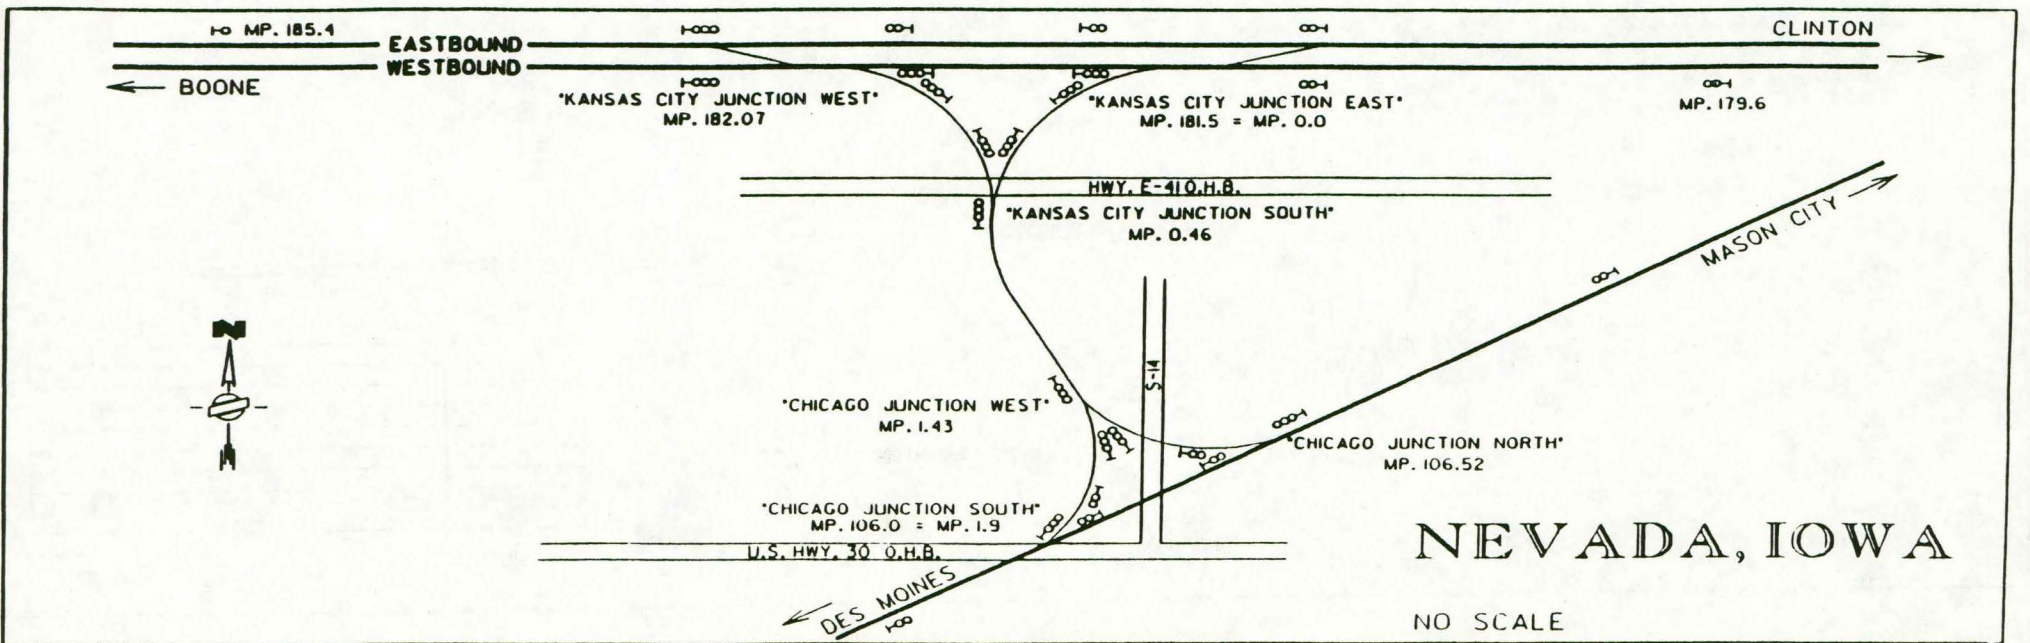 MP. 185.4
CLINTON
EASTBOUND
WESTBOUND
BOONE
"KANSAS CITY JUNCTION WEST"
MP. 182.07
"KANSAS CITY JUNCTION EAST"
MP. 181.5 = MP. 0.0
MP. 179.6
HWY. E-41 O.H.B.
"KANSAS CITY JUNCTION SOUTH"
MP. 0.46
MASON CITY
N
S-14
"CHICAGO JUNCTION WEST"
MP. 1.43
"CHICAGO JUNCTION NORTH"
MP. 106.52
"CHICAGO JUNCTION SOUTH"
MP. 106.0 = MP. 1.9
U.S. HWY. 30 O.H.B.
NEVADA, IOWA
DES MOINES
NO SCALE